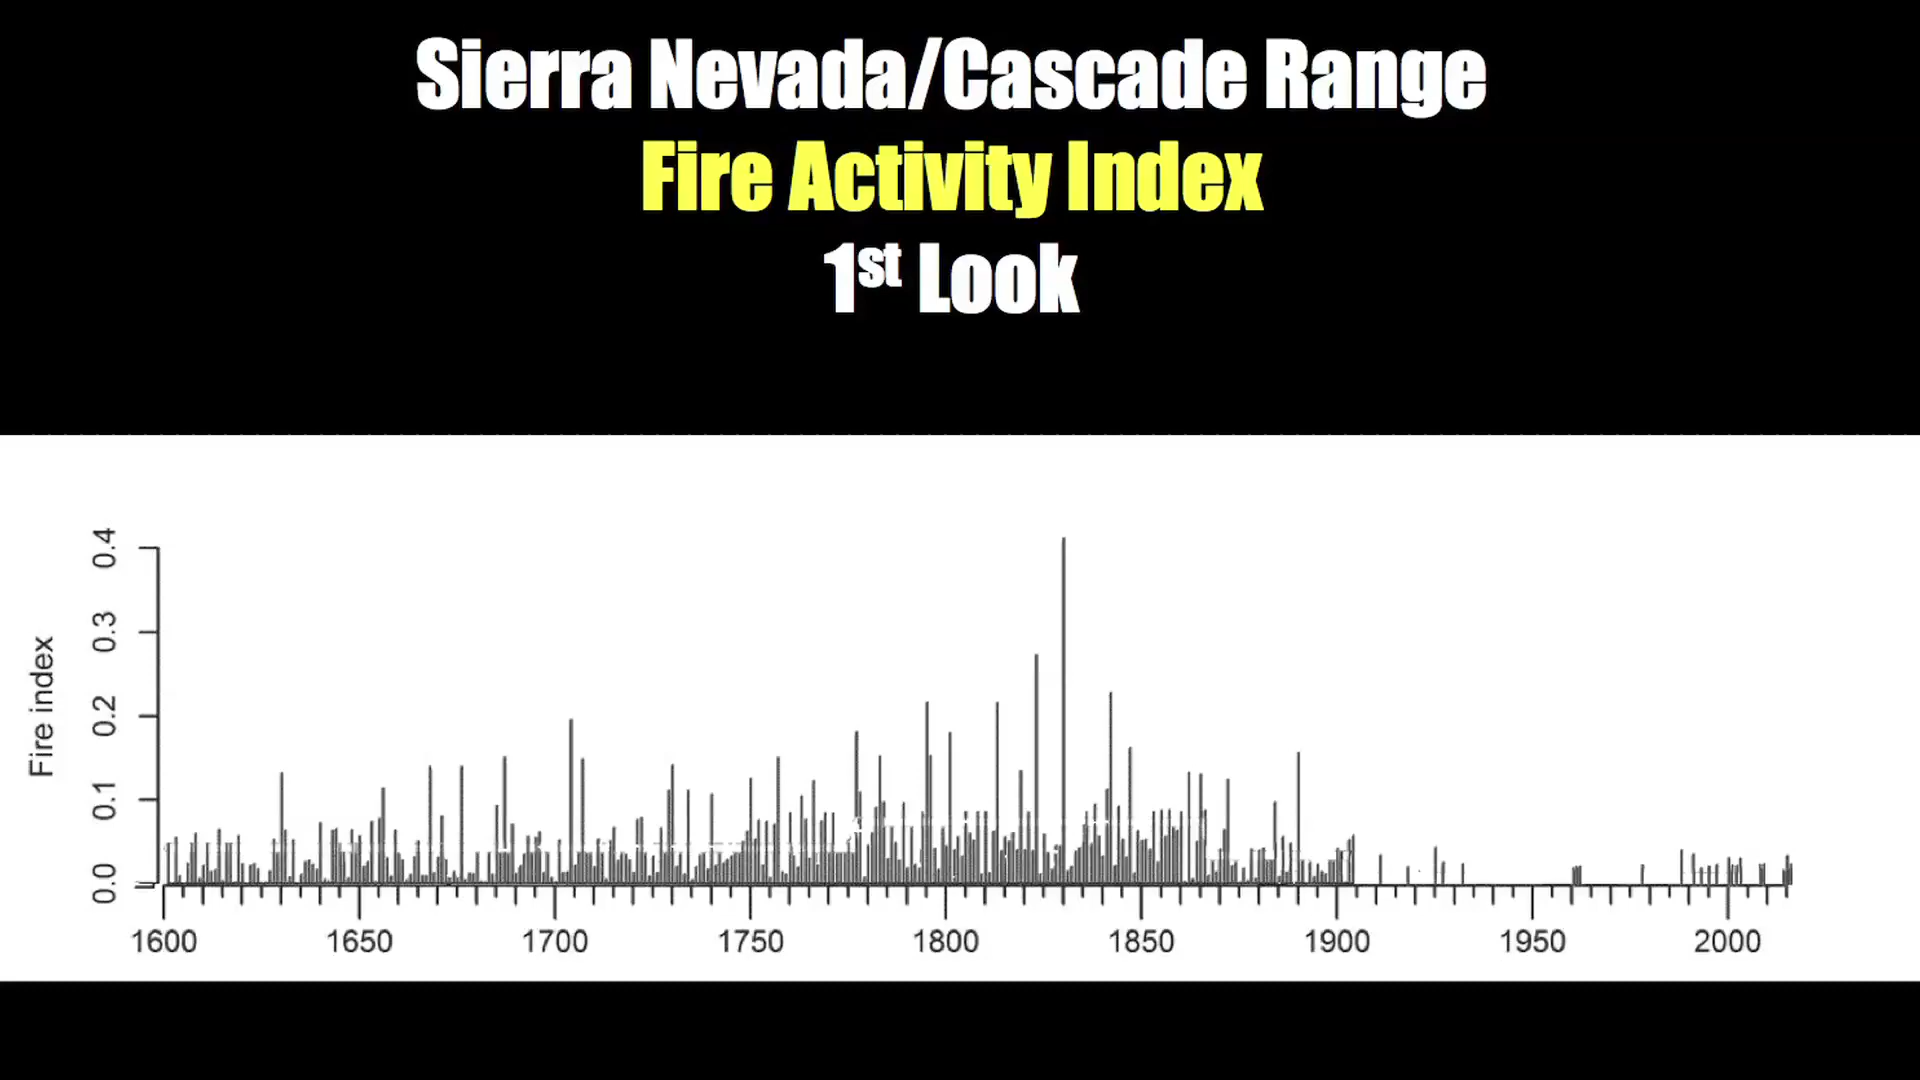 Sierra Nevada/Cascade Range
Fire Activity Index
1st Look
Fire index
0.4
0.3
0.2
0.1
0.0
1600 1650 1700 1750 1800 1850 1900 1950 2000